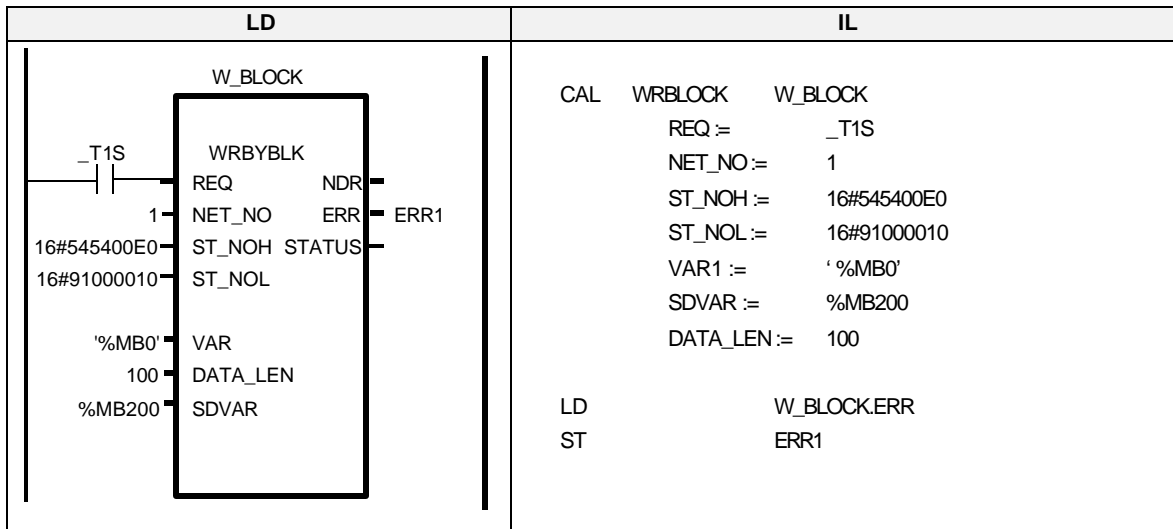 LD
IL
W_BLOCK
_T1S
WRBYBLK
REQ NDR
1 NET_NO ERR ERR1
16#545400E0 ST_NOH STATUS
16#91000010 ST_NOL
'%MB0' VAR
100 DATA_LEN
%MB200 SDVAR
CAL WRBLOCK W_BLOCK
REQ := _T1S
NET_NO := 1
ST_NOH := 16#545400E0
ST_NOL := 16#91000010
VAR1 := ‘ %MB0’
SDVAR := %MB200
DATA_LEN := 100
LD W_BLOCK.ERR
ST ERR1